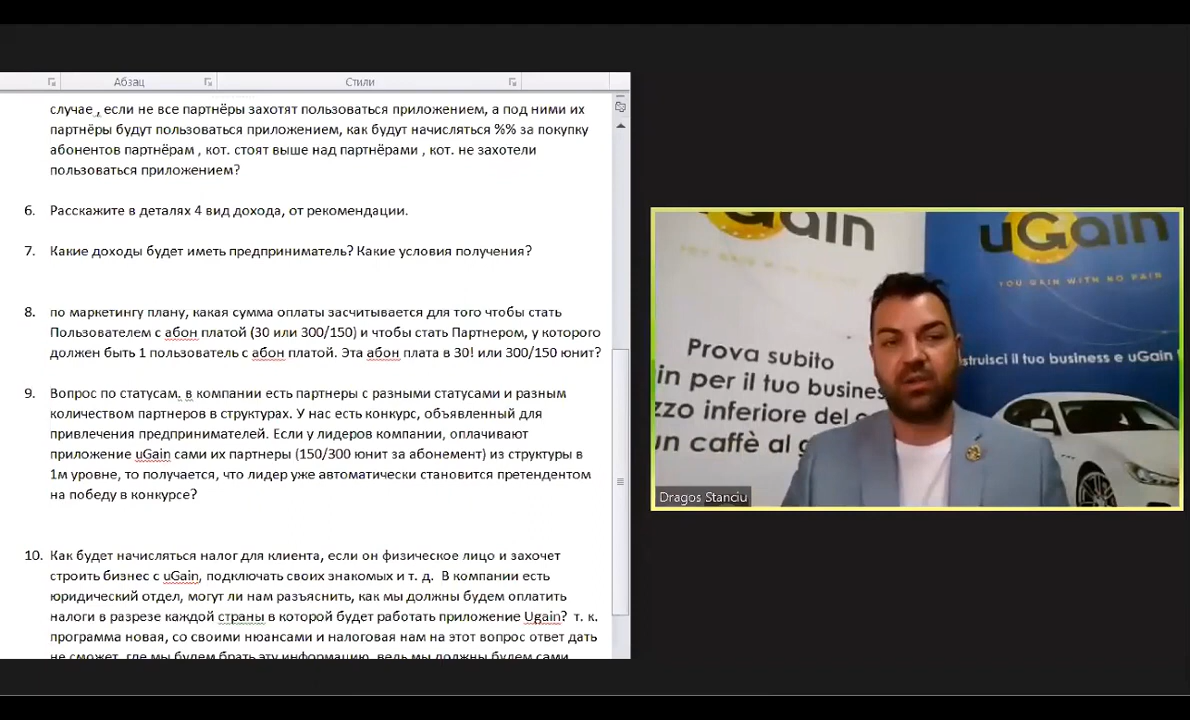 Абзац
Стили
случае , если не все партнёры захотят пользоваться приложением, а под ними их
партнёры будут пользоваться приложением, как будут начисляться %% за покупку
абонентов партнёрам , кот. стоят выше над партнёрами , кот. не захотели
пользоваться приложением?
6. Расскажите в деталях 4 вид дохода, от рекомендации.
7. Какие доходы будет иметь предприниматель? Какие условия получения?
8. по маркетингу плану, какая сумма оплаты засчитывается для того чтобы стать
Пользователем с абон платой (30 или 300/150) и чтобы стать Партнером, у которого
должен быть 1 пользователь с абон платой. Эта абон плата в 30! или 300/150 юнит?
9. Вопрос по статусам. в компании есть партнеры с разными статусами и разным
количеством партнеров в структурах. У нас есть конкурс, объявленный для
привлечения предпринимателей. Если у лидеров компании, оплачивают
приложение uGain сами их партнеры (150/300 юнит за абонемент) из структуры в
1м уровне, то получается, что лидер уже автоматически становится претендентом
на победу в конкурсе?
10. Как будет начисляться налог для клиента, если он физическое лицо и захочет
строить бизнес с uGain, подключать своих знакомых и т. д. В компании есть
юридический отдел, могут ли нам разъяснить, как мы должны будем оплатить
налоги в разрезе каждой страны в которой будет работать приложение Ugain? т. к.
программа новая, со своими нюансами и налоговая нам на этот вопрос ответ дать
не сможет, где мы будем брать эту информацию, ведь мы должны будем сами
uGain
YOU GAIN WITH NO PAIN
Prova subito
in per il tuo busines
zzo inferiore del
un caffè al g
struisci il tuo business e uGain
Dragos Stanciu